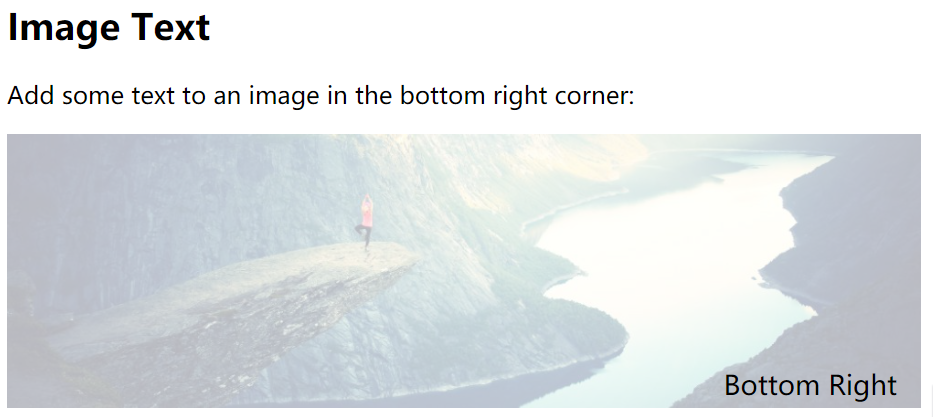 Image Text
Add some text to an image in the bottom right corner:
Bottom Right